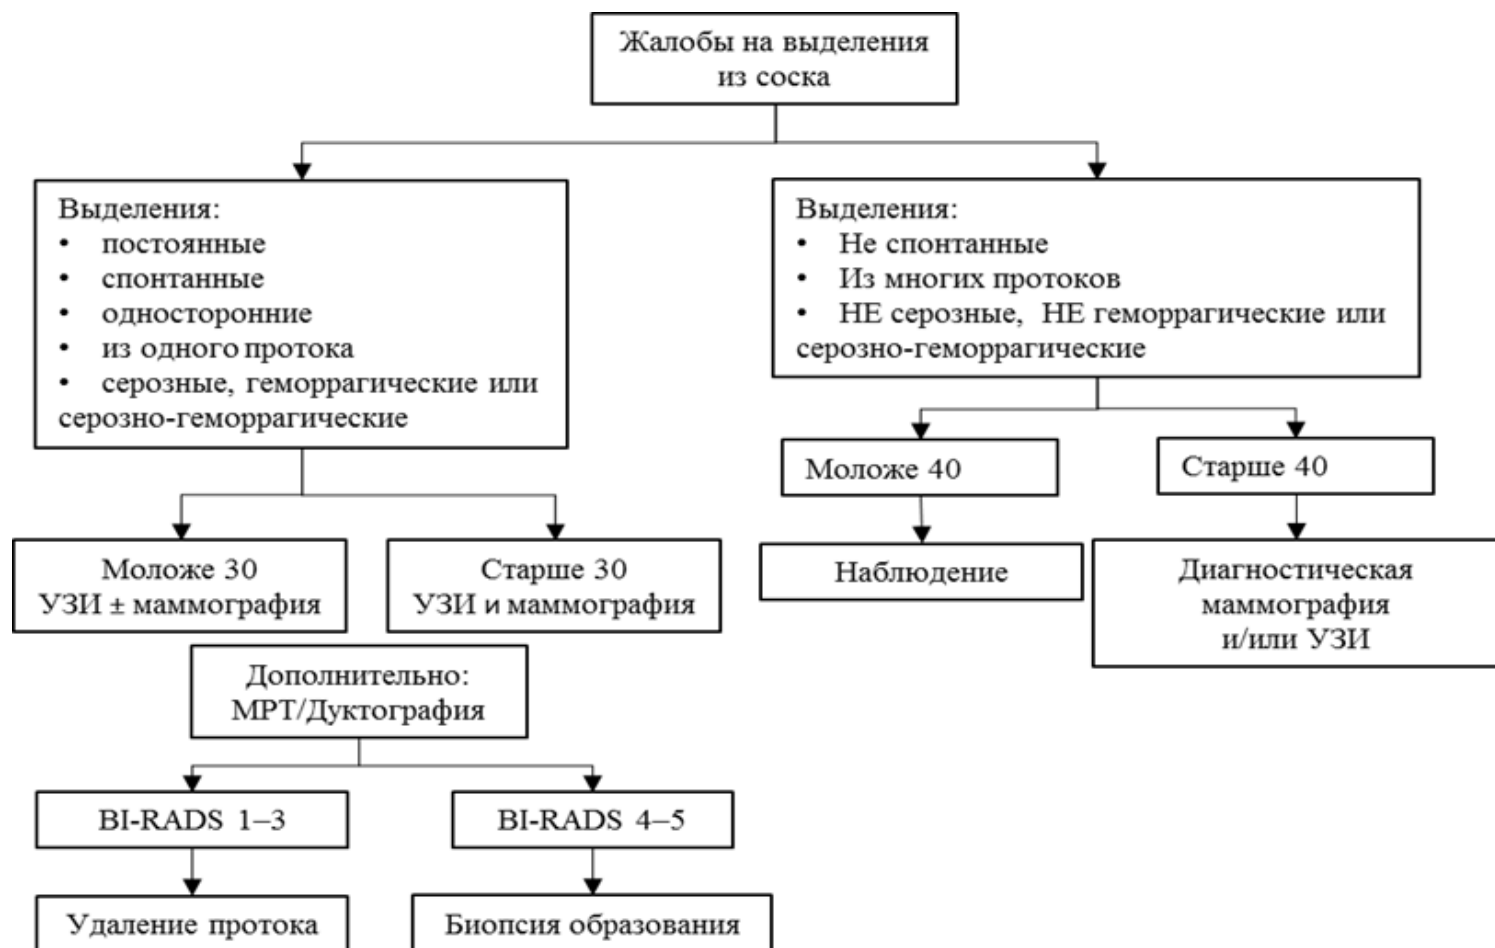 Жалобы на выделения
из соска
Выделения:
• постоянные
• спонтанные
• односторонние
• из одного протока
• серозные, геморрагические или
серозно-геморрагические
Выделения:
• Не спонтанные
• Из многих протоков
• НЕ серозные, НЕ геморрагические или
серозно-геморрагические
Моложе 40
Старше 40
Моложе 30
УЗИ ± маммография
Старше 30
УЗИ и маммография
Наблюдение
Диагностическая
маммография
и/или УЗИ
Дополнительно:
МРТ/Дуктография
BI-RADS 1–3
BI-RADS 4–5
Удаление протока
Биопсия образования